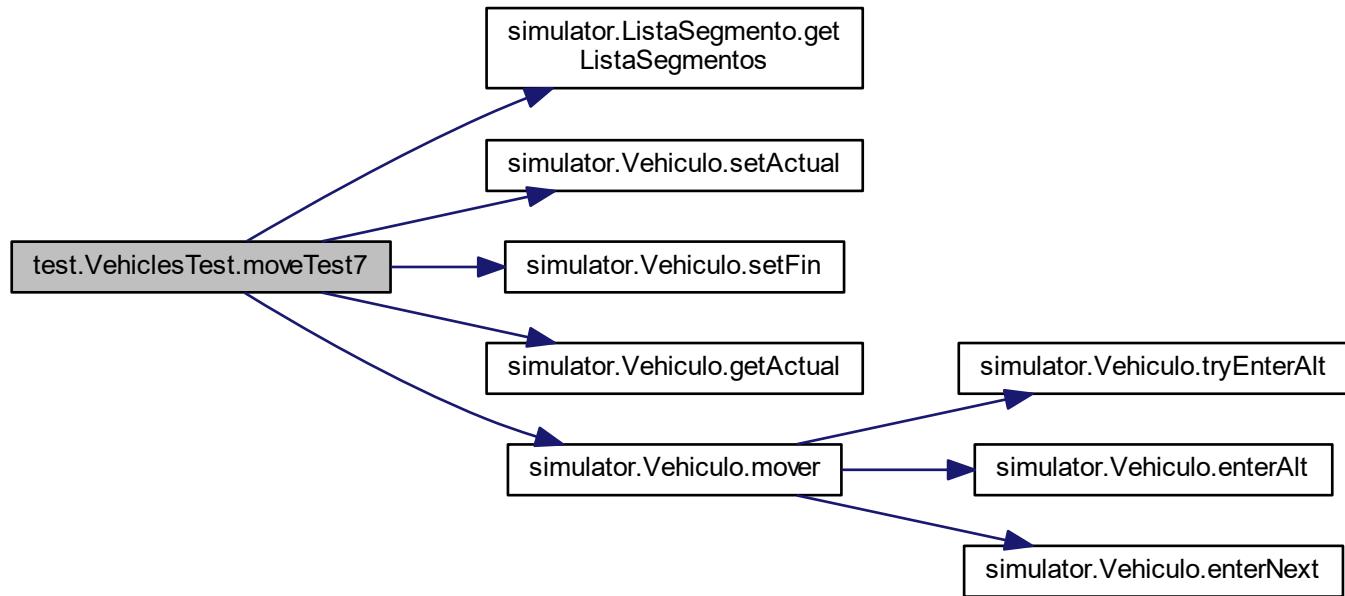 simulator.ListaSegmento.get
ListaSegmentos
simulator.Vehiculo.setActual
test.VehiclesTest.moveTest7
simulator.Vehiculo.setFin
simulator.Vehiculo.getActual
simulator.Vehiculo.tryEnterAlt
simulator.Vehiculo.mover
simulator.Vehiculo.enterAlt
simulator.Vehiculo.enterNext